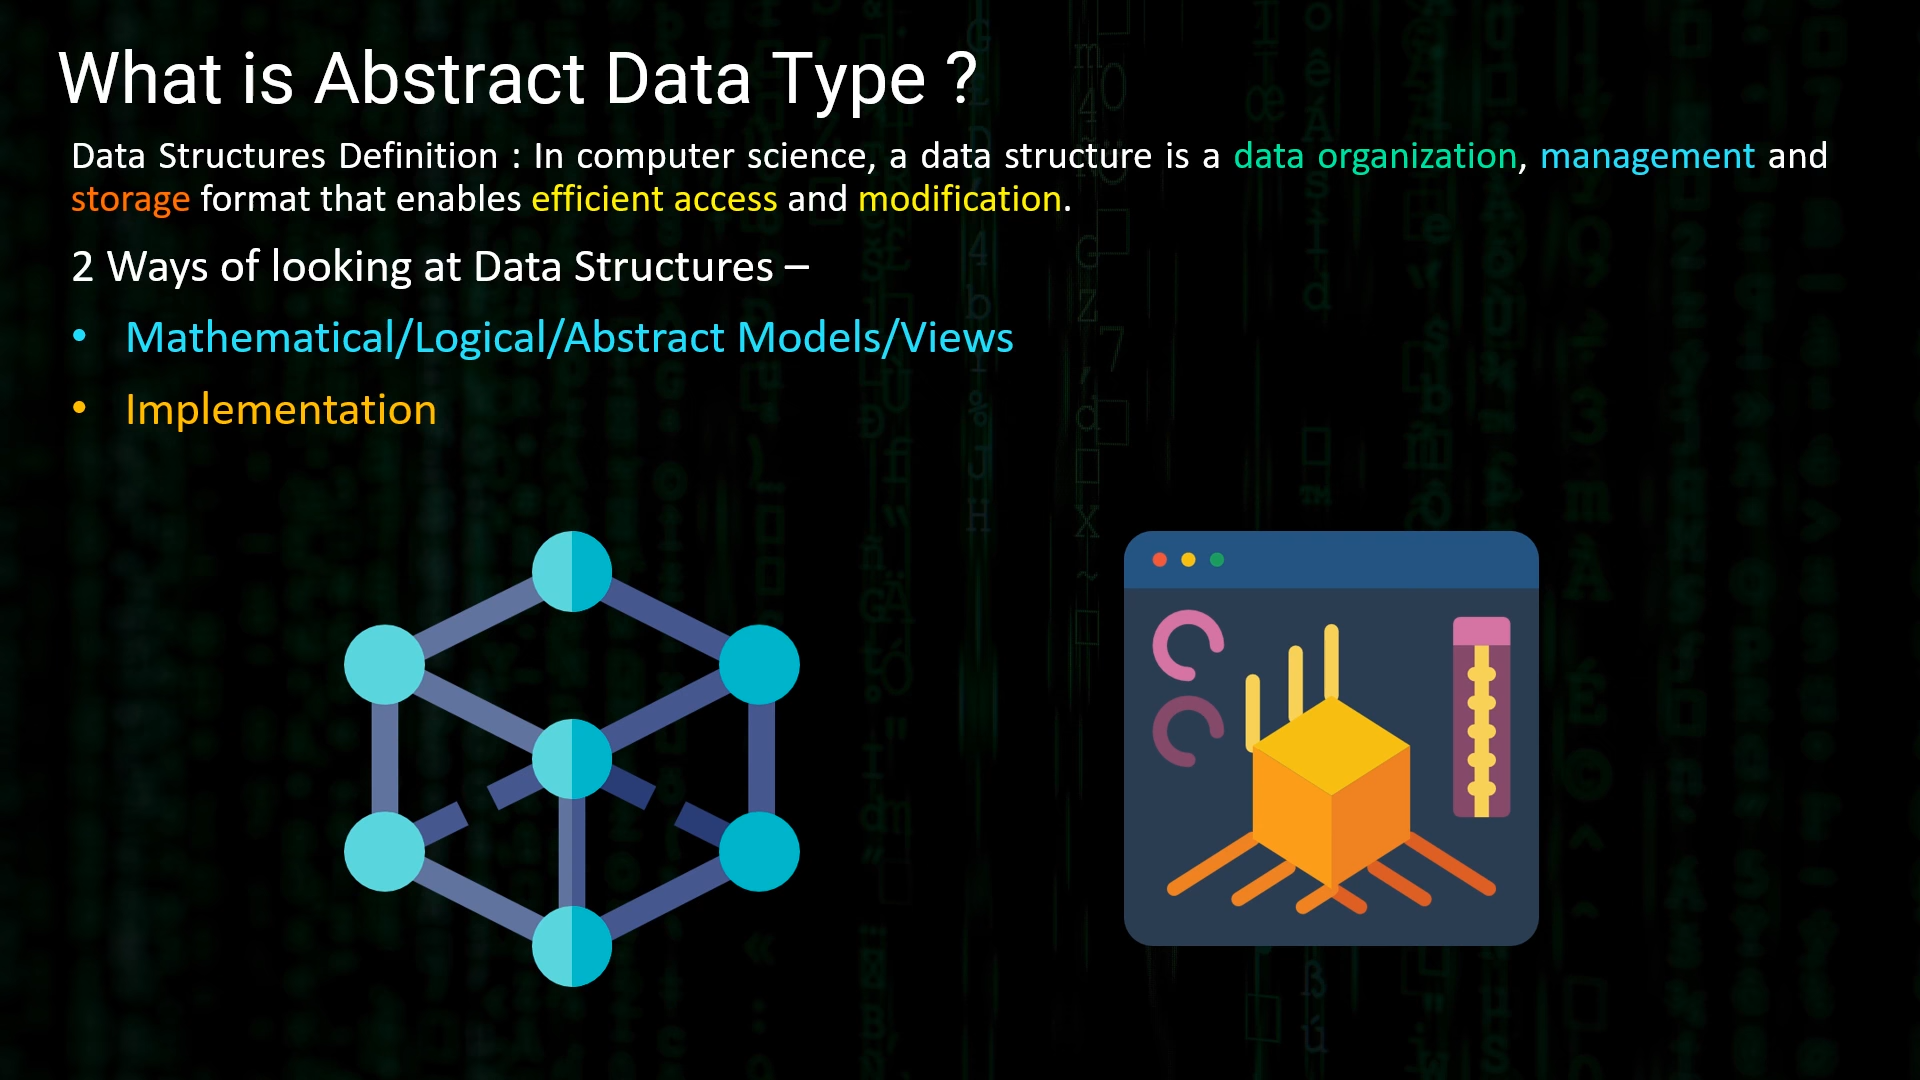 What is Abstract Data Type ?
Data Structures Definition : In computer science, a data structure is a data organization, management and
storage format that enables efficient access and modification.
2 Ways of looking at Data Structures –
• Mathematical/Logical/Abstract Models/Views
• Implementation